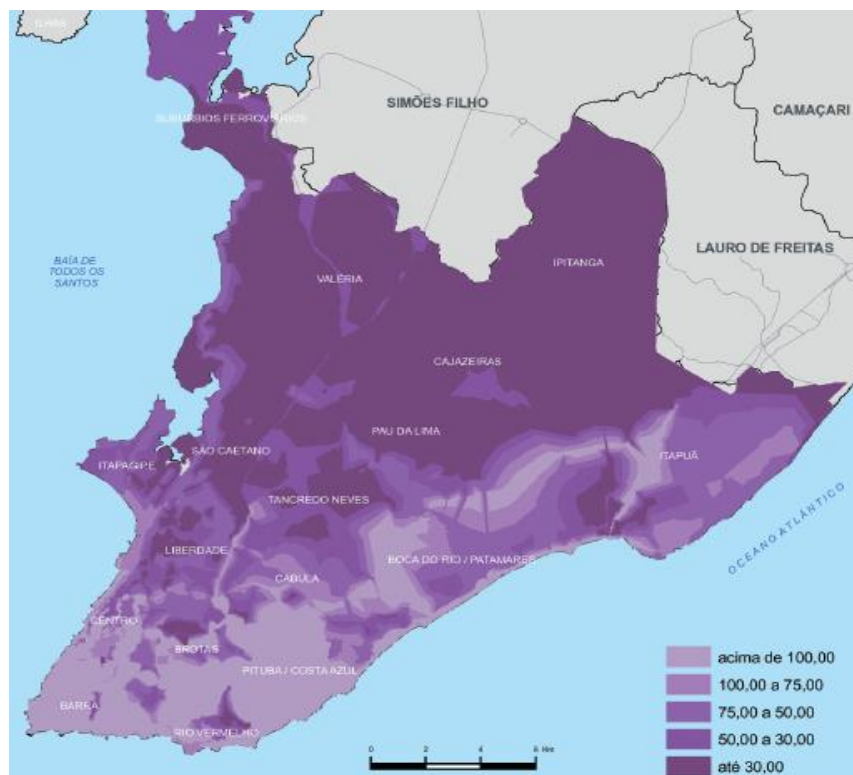 ILHAS
SIMÕES FILHO
CAMAÇARI
SUBÚRBIOS FERROVIÁRIOS
LAURO DE FREITAS
BAÍA DE
TODOS OS
SANTOS
IPITANGA
VALÉRIA
CAJAZEIRAS
PAU DA LIMA
SÃO CAETANO
ITAPAGIPE
ITAPUÃ
TANCREDO NEVES
LIBERDADE
BOCA DO RIO / PATAMARES
CABULA
OCEANO ATLÂNTICO
CENTRO
BROTAS
PITUBA / COSTA AZUL
BARRA
RIO VERMELHO
acima de 100,00
100,00 a 75,00
75,00 a 50,00
50,00 a 30,00
até 30,00
0 2 4 6 Km